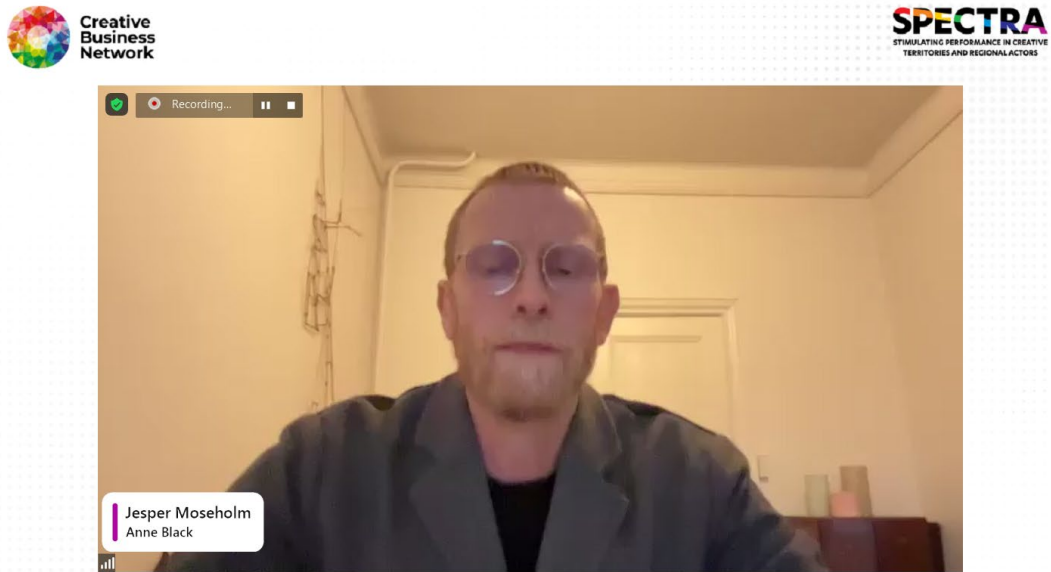 Creative
Business
Network
SPECTRA
STIMULATING PERFORMANCE IN CREATIVE
TERRITORIES AND REGIONAL ACTORS
Recording...
Jesper Moseholm
Anne Black